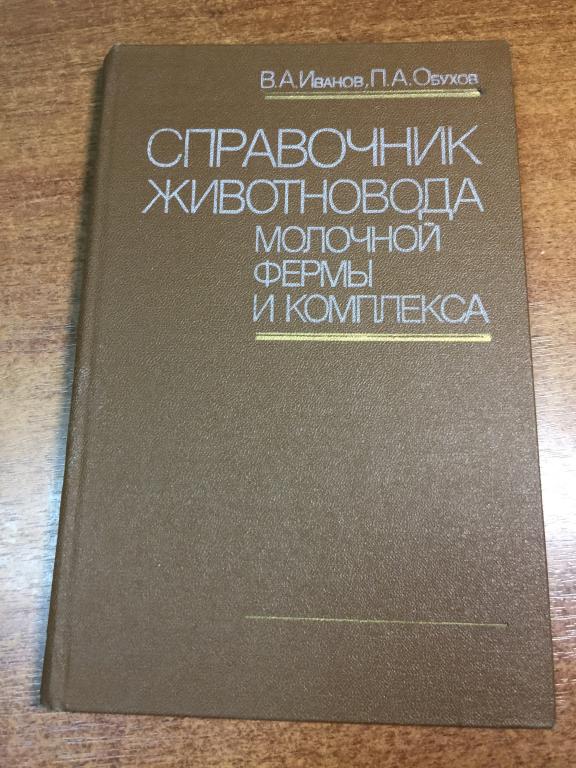 В.А.Иванов, П.А.Обухов
СПРАВОЧНИК
ЖИВОТНОВОДА
МОЛОЧНОЙ
ФЕРМЫ
И КОМПЛЕКСА